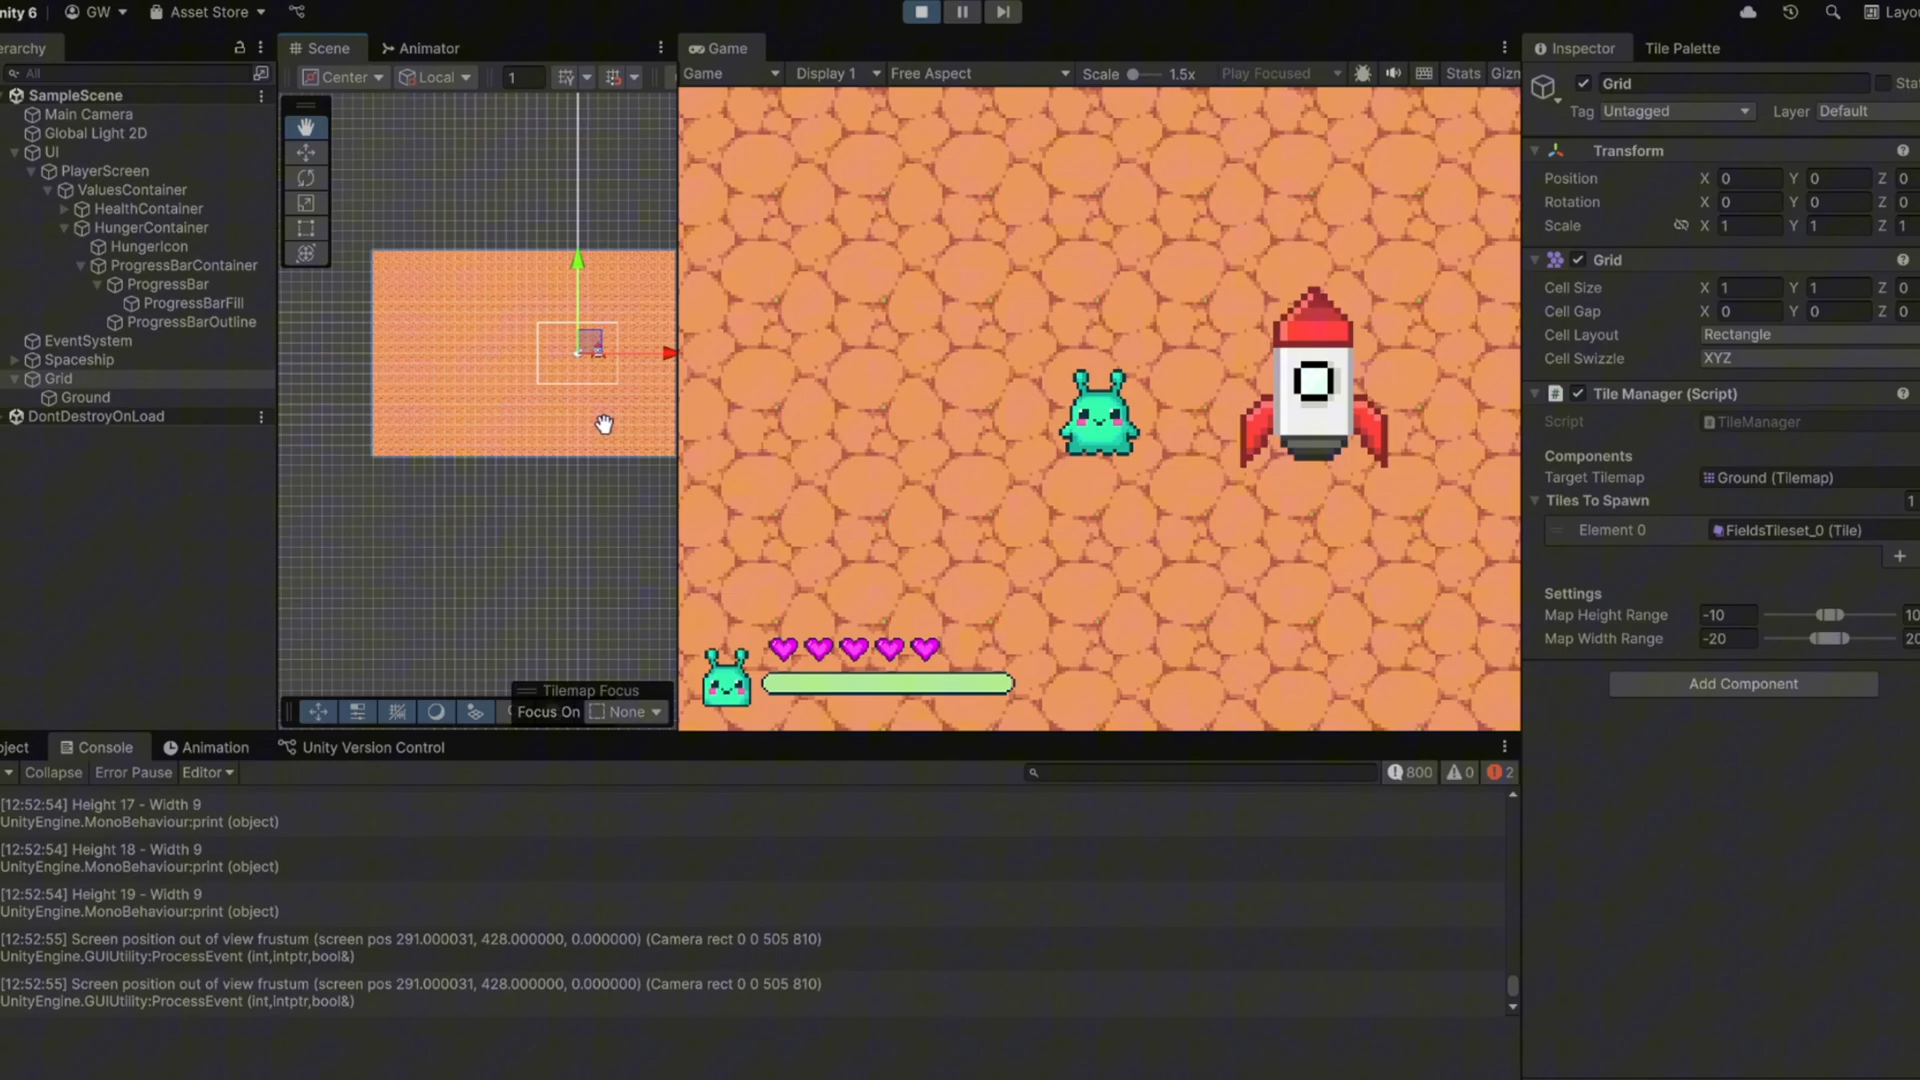 nity 6 GW Asset Store Layou
erarchy
All
SampleScene
Main Camera
Global Light 2D
UI
PlayerScreen
ValuesContainer
HealthContainer
HungerContainer
HungerIcon
ProgressBarContainer
ProgressBar
ProgressBarFill
ProgressBarOutline
EventSystem
Spaceship
Grid
Ground
DontDestroyOnLoad
Scene Animator
Center Local 1
Tilemap Focus
Focus On None
Game
Game Display 1 Free Aspect Scale 1.5x Play Focused Stats Gizn
Inspector Tile Palette
Grid Stat
Tag Untagged Layer Default
Transform
Position X 0 Y 0 Z 0
Rotation X 0 Y 0 Z 0
Scale X 1 Y 1 Z 1
Grid
Cell Size X 1 Y 1 Z 0
Cell Gap X 0 Y 0 Z 0
Cell Layout Rectangle
Cell Swizzle XYZ
Tile Manager (Script)
Script TileManager
Components
Target Tilemap Ground (Tilemap)
Tiles To Spawn 1
Element 0 FieldsTileset_0 (Tile)
+
Settings
Map Height Range -10 10
Map Width Range -20 20
Add Component
oject Console Animation Unity Version Control
Collapse Error Pause Editor 800 0 2
[12:52:54] Height 17 - Width 9
UnityEngine.MonoBehaviour:print (object)
[12:52:54] Height 18 - Width 9
UnityEngine.MonoBehaviour:print (object)
[12:52:54] Height 19 - Width 9
UnityEngine.MonoBehaviour:print (object)
[12:52:55] Screen position out of view frustum (screen pos 291.000031, 428.000000, 0.000000) (Camera rect 0 0 505 810)
UnityEngine.GUIUtility:ProcessEvent (int,intptr,bool&)
[12:52:55] Screen position out of view frustum (screen pos 291.000031, 428.000000, 0.000000) (Camera rect 0 0 505 810)
UnityEngine.GUIUtility:ProcessEvent (int,intptr,bool&)